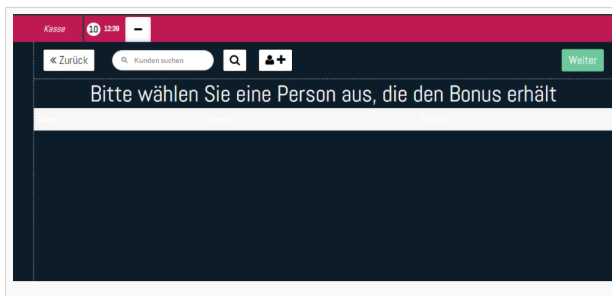 Kasse 10 12:39
« Zurück Kunden suchen Weiter
Bitte wählen Sie eine Person aus, die den Bonus erhält